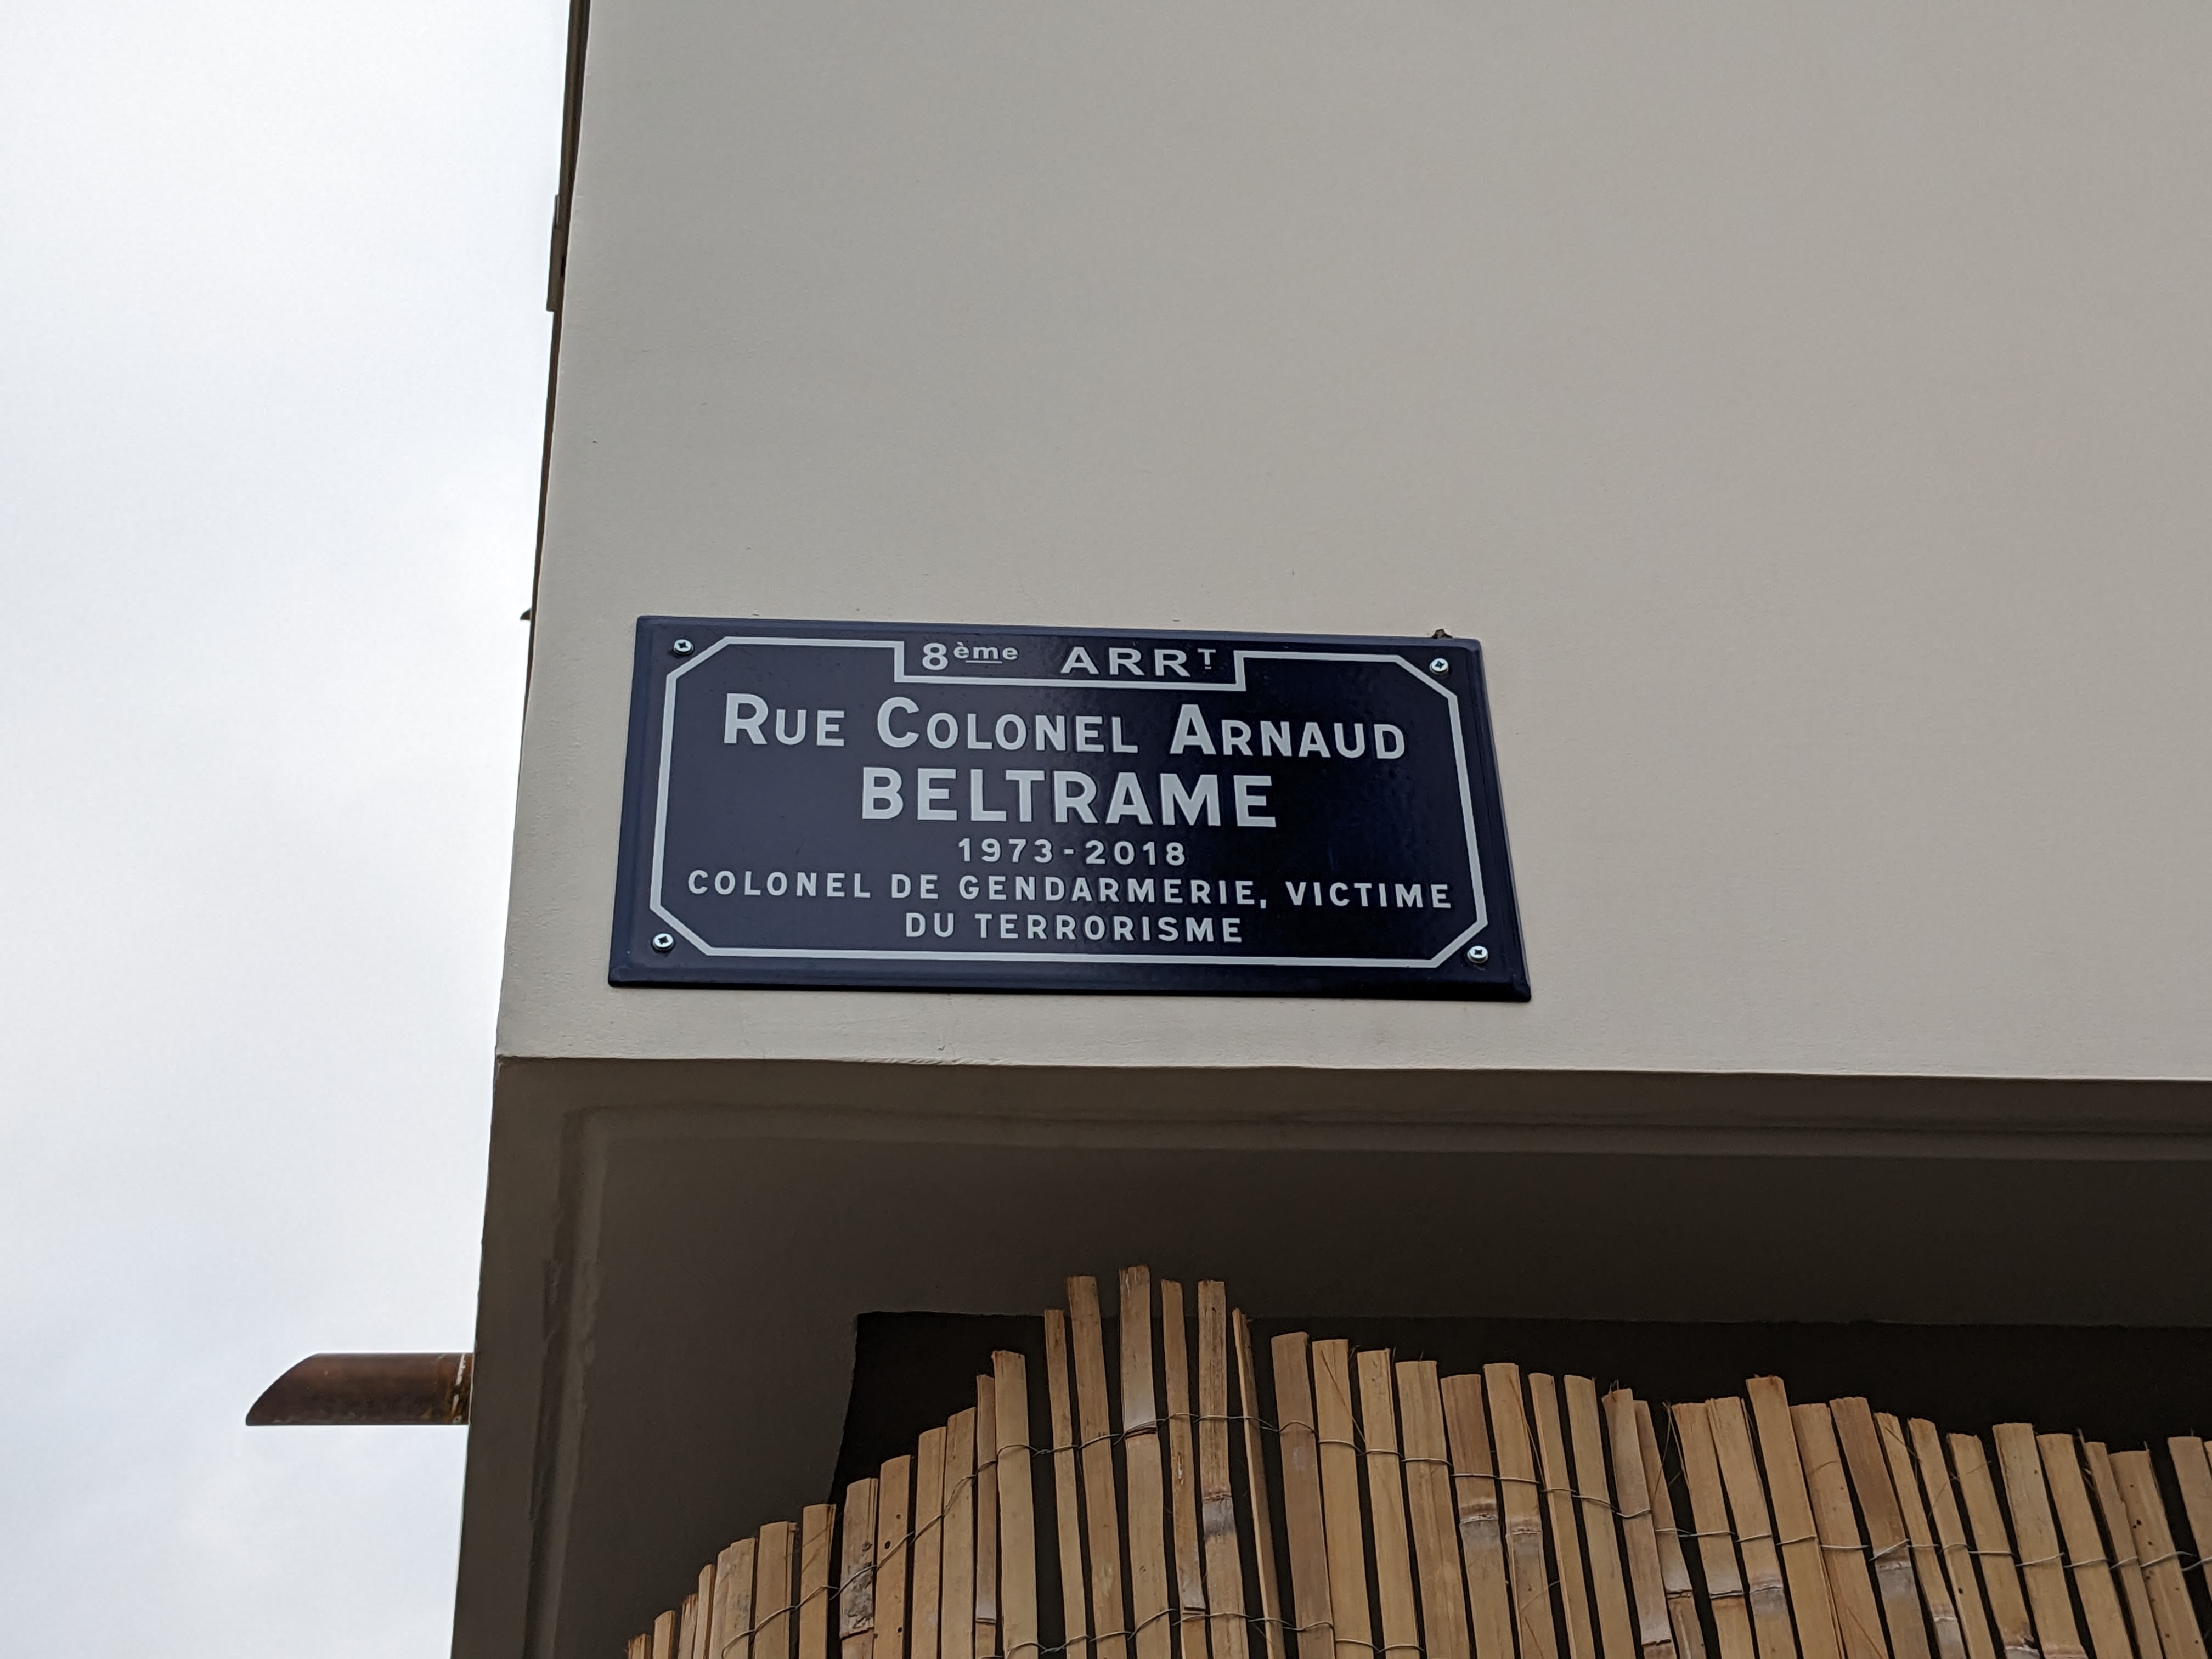 8ème ARRT
RUE COLONEL ARNAUD
BELTRAME
1973-2018
COLONEL DE GENDARMERIE, VICTIME
DU TERRORISME